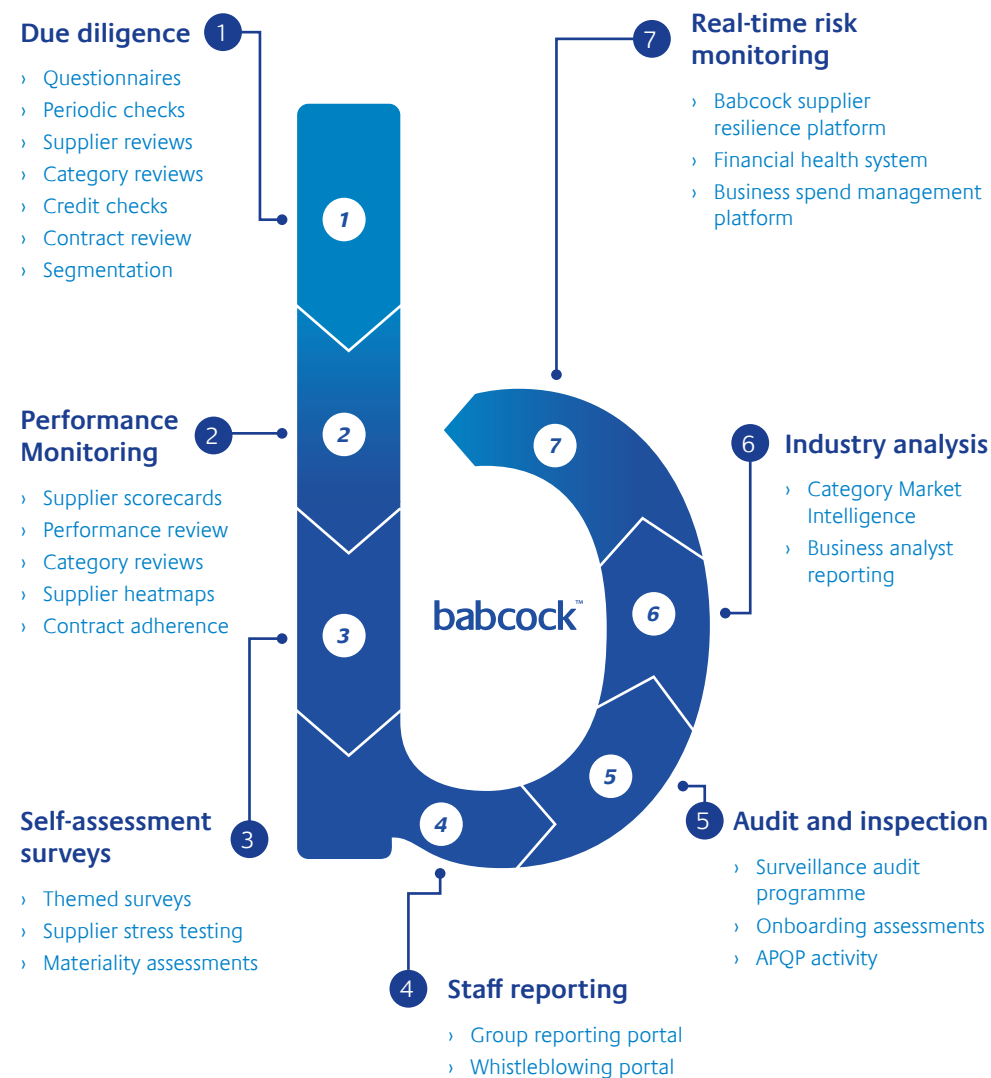 Due diligence 1
› Questionnaires
› Periodic checks
› Supplier reviews
› Category reviews
› Credit checks
› Contract review
› Segmentation
Performance
Monitoring
2
› Supplier scorecards
› Performance review
› Category reviews
› Supplier heatmaps
› Contract adherence
Self-assessment
surveys
3
› Themed surveys
› Supplier stress testing
› Materiality assessments
4 Staff reporting
› Group reporting portal
› Whistleblowing portal
5 Audit and inspection
› Surveillance audit
programme
› Onboarding assessments
› APQP activity
6 Industry analysis
› Category Market
Intelligence
› Business analyst
reporting
7 Real-time risk
monitoring
› Babcock supplier
resilience platform
› Financial health system
› Business spend management
platform
1
2
3
4
5
6
7
babcock™